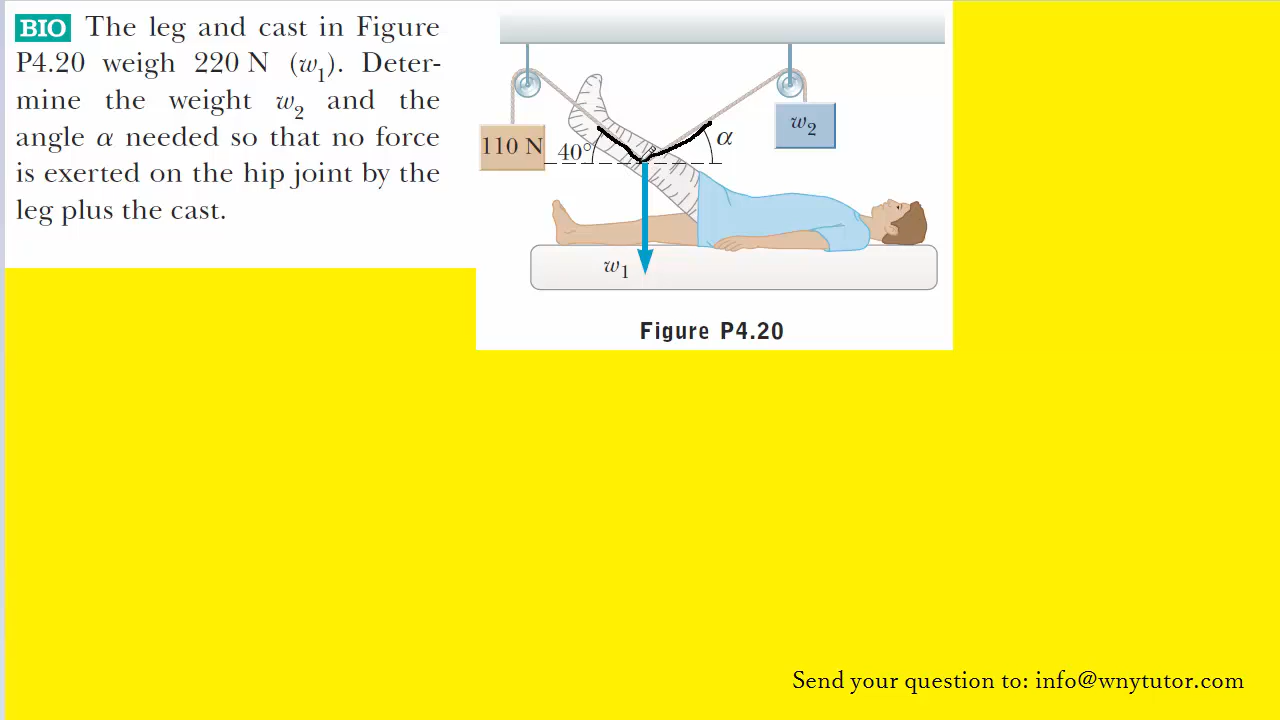 BIO The leg and cast in Figure
P4.20 weigh 220 N (w₁). Deter-
mine the weight w₂ and the
angle α needed so that no force
is exerted on the hip joint by the
leg plus the cast.
110 N
40°
α
w₂
w₁
Figure P4.20
Send your question to: info@wnytutor.com